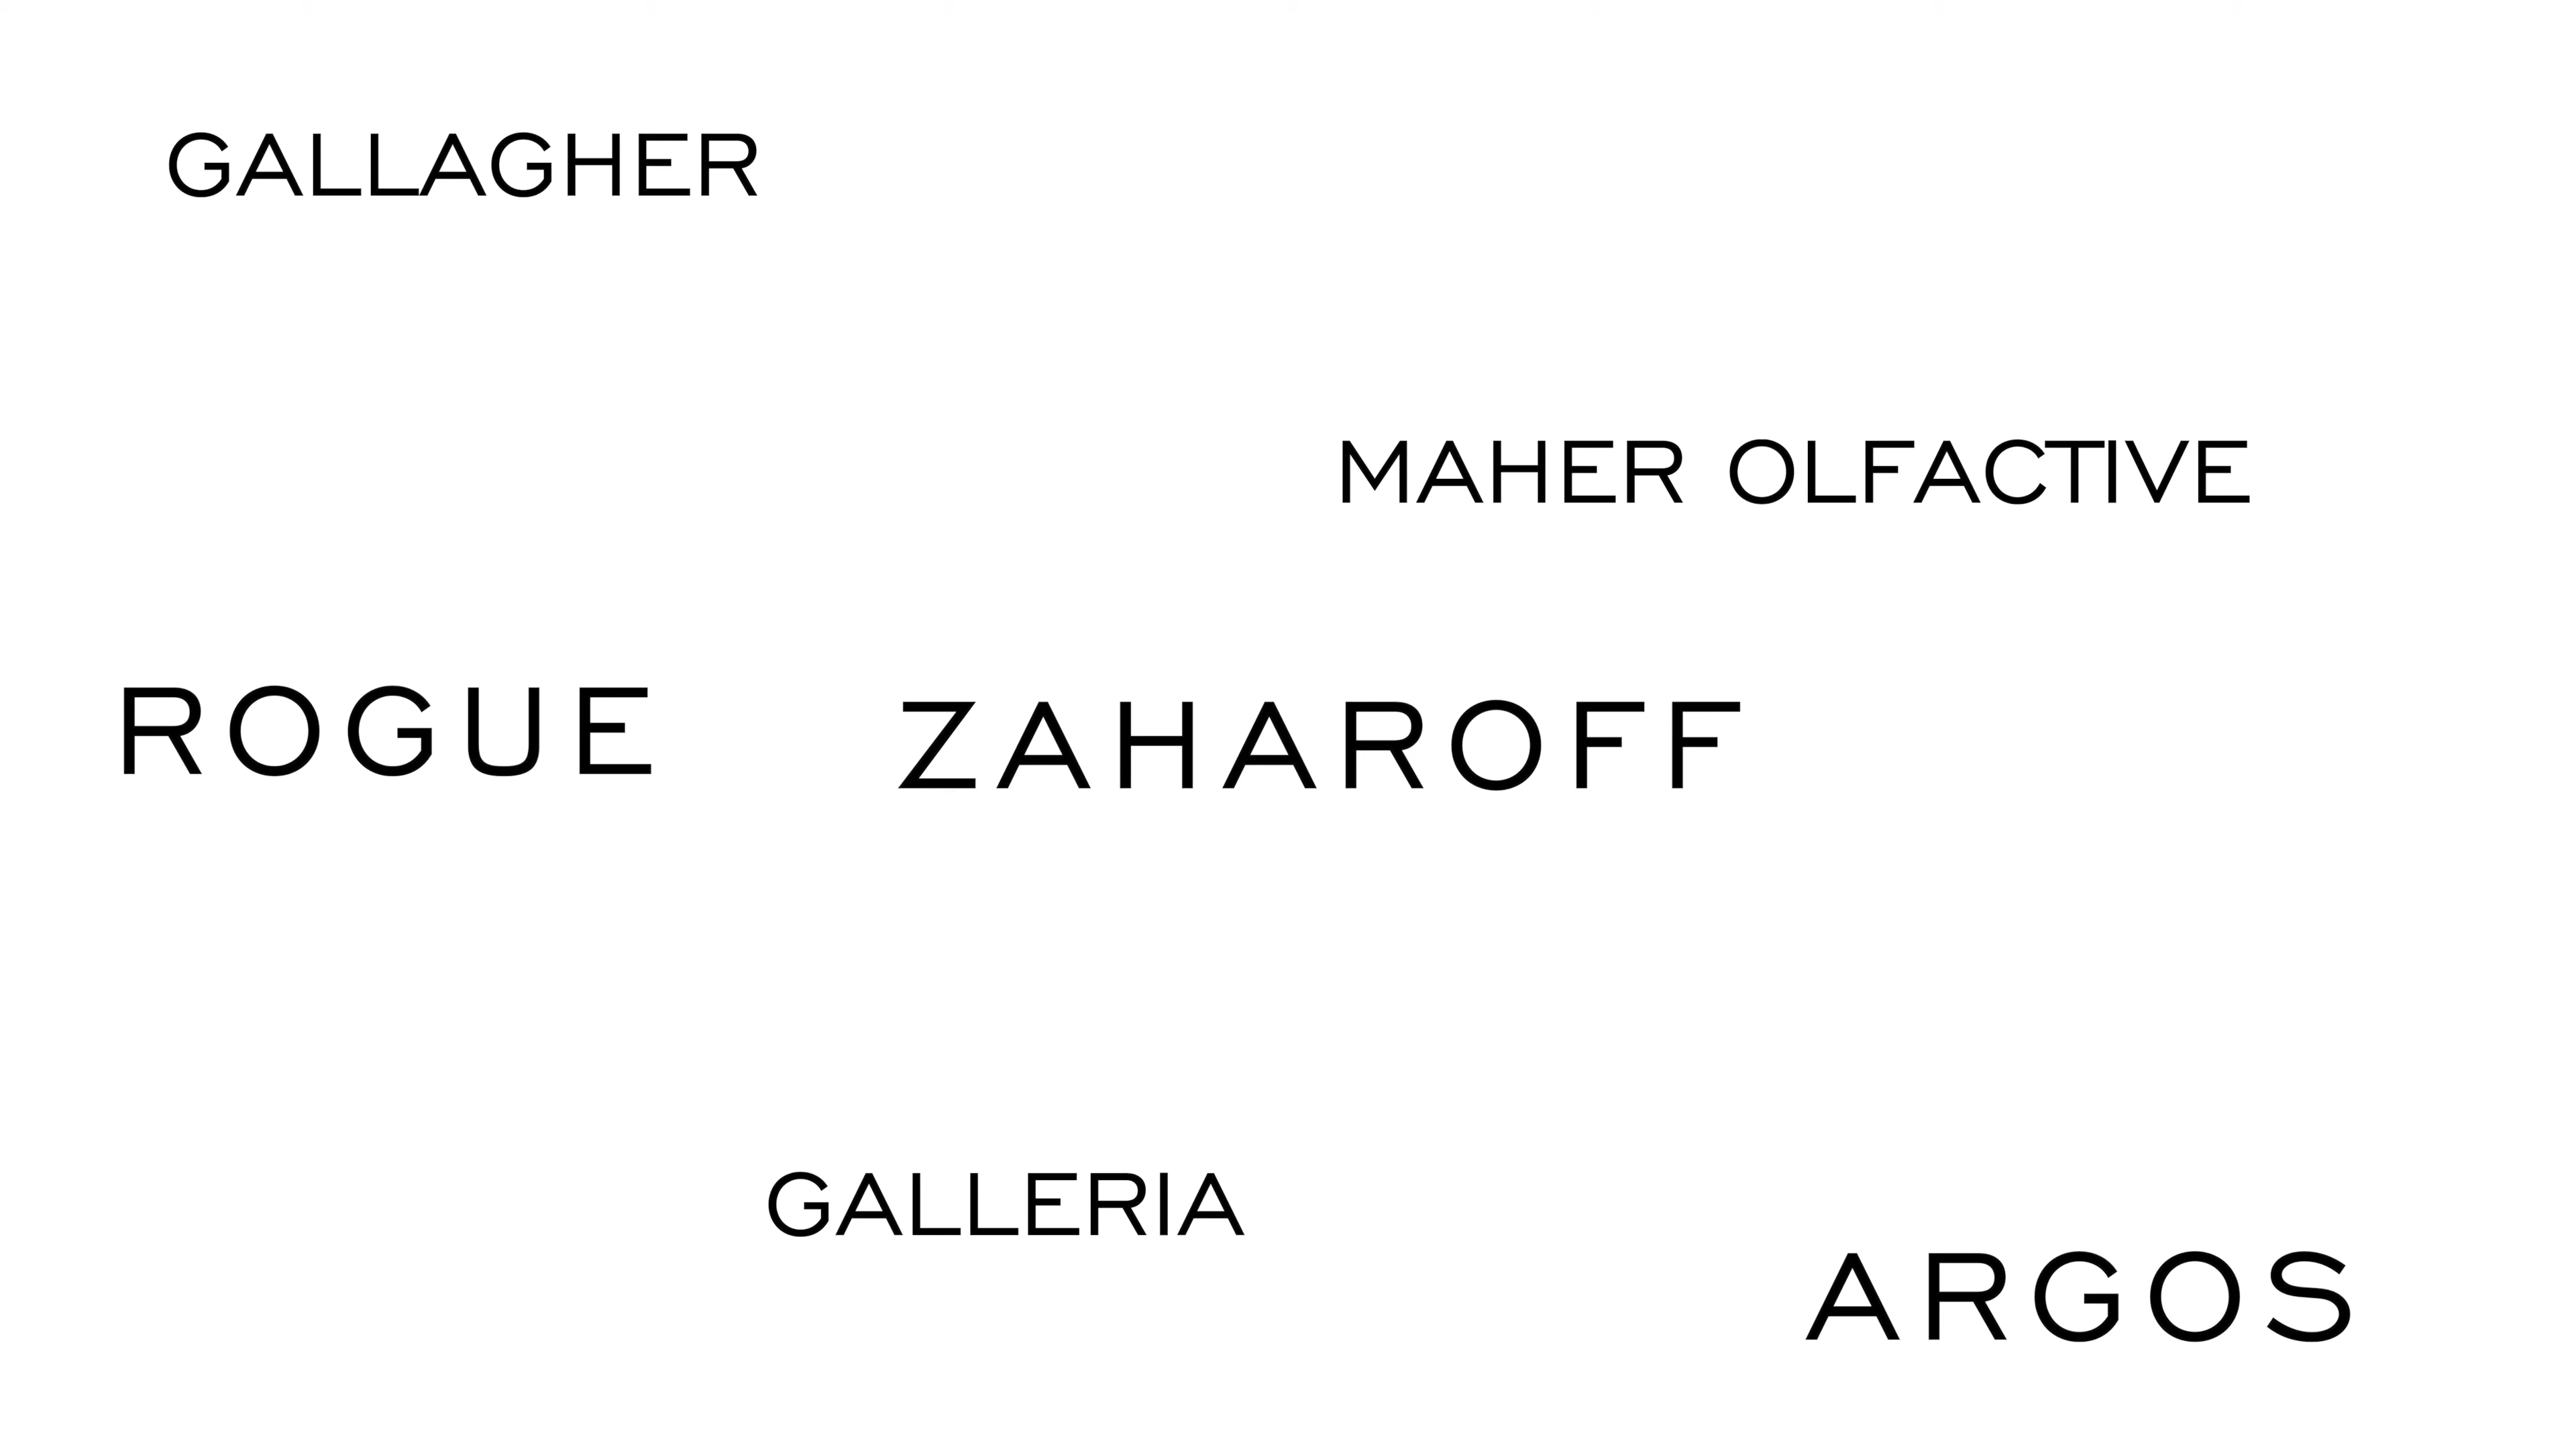 GALLAGHER
MAHER OLFACTIVE
ROGUE
ZAHAROFF
GALLERIA
ARGOS